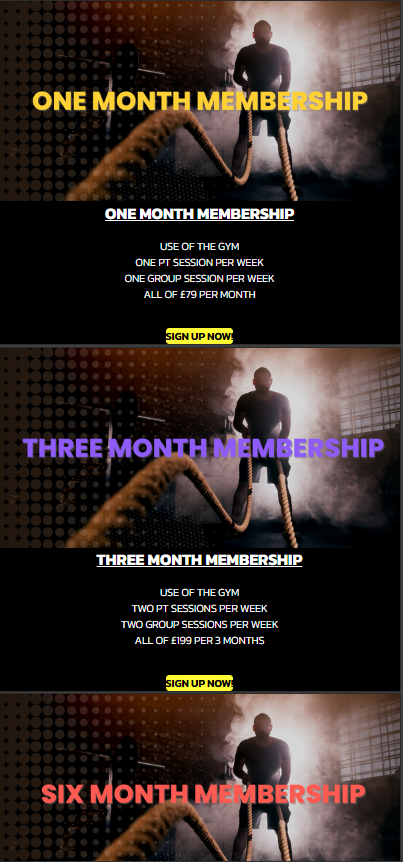 ONE MONTH MEMBERSHIP
ONE MONTH MEMBERSHIP
USE OF THE GYM
ONE PT SESSION PER WEEK
ONE GROUP SESSION PER WEEK
ALL OF £79 PER MONTH
SIGN UP NOW!
THREE MONTH MEMBERSHIP
THREE MONTH MEMBERSHIP
USE OF THE GYM
TWO PT SESSIONS PER WEEK
TWO GROUP SESSIONS PER WEEK
ALL OF £199 PER 3 MONTHS
SIGN UP NOW!
SIX MONTH MEMBERSHIP